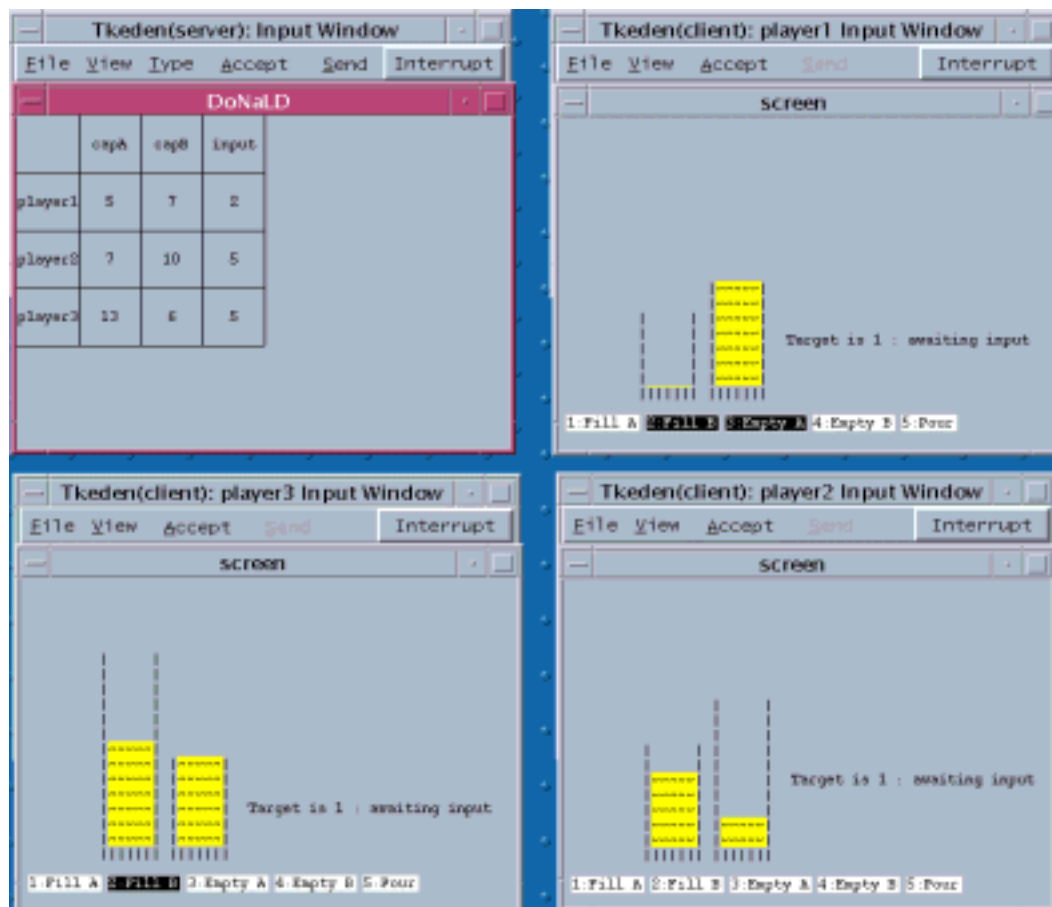 Tkeden(server): Input Window
File View Type Accept Send Interrupt
DoNaLD
capA capB input
player1 5 7 2
player2 7 10 5
player3 13 6 5
Tkeden(client): player1 Input Window
File View Accept Send Interrupt
screen
Target is 1 : awaiting input
1:Fill A 2:Fill B 3:Empty A 4:Empty B 5:Pour
Tkeden(client): player3 Input Window
File View Accept Send Interrupt
screen
Target is 1 : awaiting input
1:Fill A 2:Fill B 3:Empty A 4:Empty B 5:Pour
Tkeden(client): player2 Input Window
File View Accept Send Interrupt
screen
Target is 1 : awaiting input
1:Fill A 2:Fill B 3:Empty A 4:Empty B 5:Pour